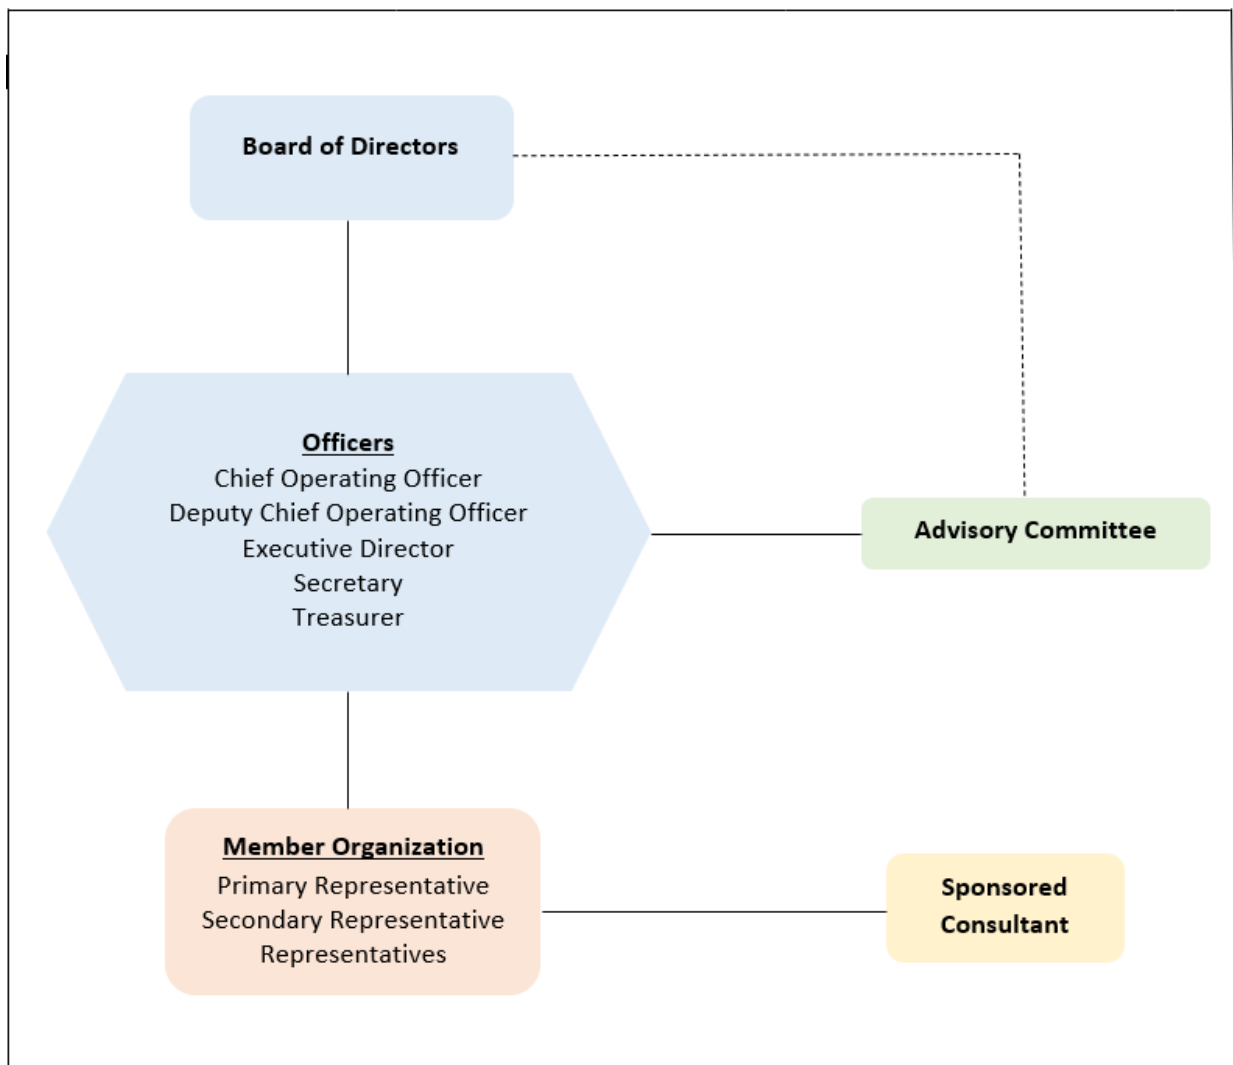 Board of Directors
Officers
Chief Operating Officer
Deputy Chief Operating Officer
Executive Director
Secretary
Treasurer
Advisory Committee
Member Organization
Primary Representative
Secondary Representative
Representatives
Sponsored
Consultant